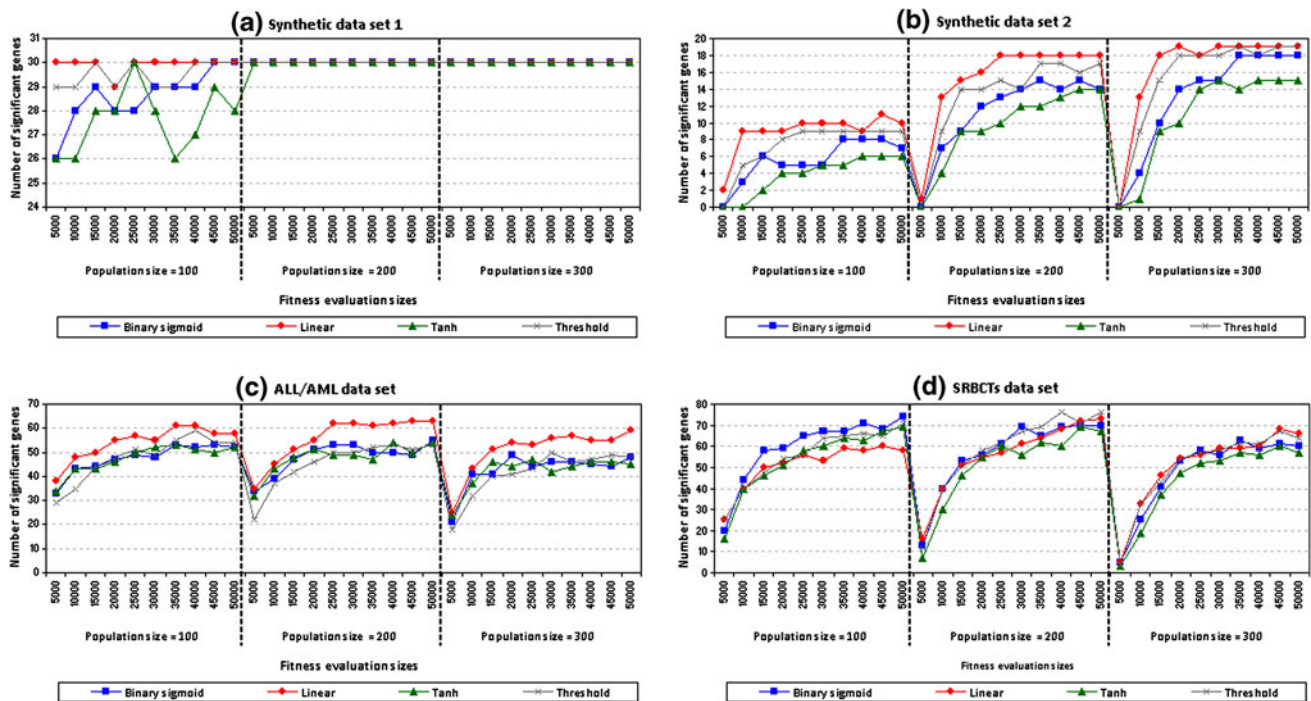 (a) Synthetic data set 1
Number of significant genes
31
30
29
28
27
26
25
24
5000 10000 15000 20000 25000 30000 35000 40000 45000 50000 5000 10000 15000 20000 25000 30000 35000 40000 45000 50000 5000 10000 15000 20000 25000 30000 35000 40000 45000 50000
Population size = 100 Population size = 200 Population size = 300
Fitness evaluation sizes
Binary sigmoid Linear Tanh Threshold
(b) Synthetic data set 2
Number of significant genes
20
18
16
14
12
10
8
6
4
2
0
5000 10000 15000 20000 25000 30000 35000 40000 45000 50000 5000 10000 15000 20000 25000 30000 35000 40000 45000 50000 5000 10000 15000 20000 25000 30000 35000 40000 45000 50000
Population size = 100 Population size = 200 Population size = 300
Fitness evaluation sizes
Binary sigmoid Linear Tanh Threshold
(c) ALL/AML data set
Number of significant genes
70
60
50
40
30
20
10
0
5000 10000 15000 20000 25000 30000 35000 40000 45000 50000 5000 10000 15000 20000 25000 30000 35000 40000 45000 50000 5000 10000 15000 20000 25000 30000 35000 40000 45000 50000
Population size = 100 Population size = 200 Population size = 300
Fitness evaluation sizes
Binary sigmoid Linear Tanh Threshold
(d) SRBCTs data set
Number of significant genes
80
70
60
50
40
30
20
10
0
5000 10000 15000 20000 25000 30000 35000 40000 45000 50000 5000 10000 15000 20000 25000 30000 35000 40000 45000 50000 5000 10000 15000 20000 25000 30000 35000 40000 45000 50000
Population size = 100 Population size = 200 Population size = 300
Fitness evaluation sizes
Binary sigmoid Linear Tanh Threshold